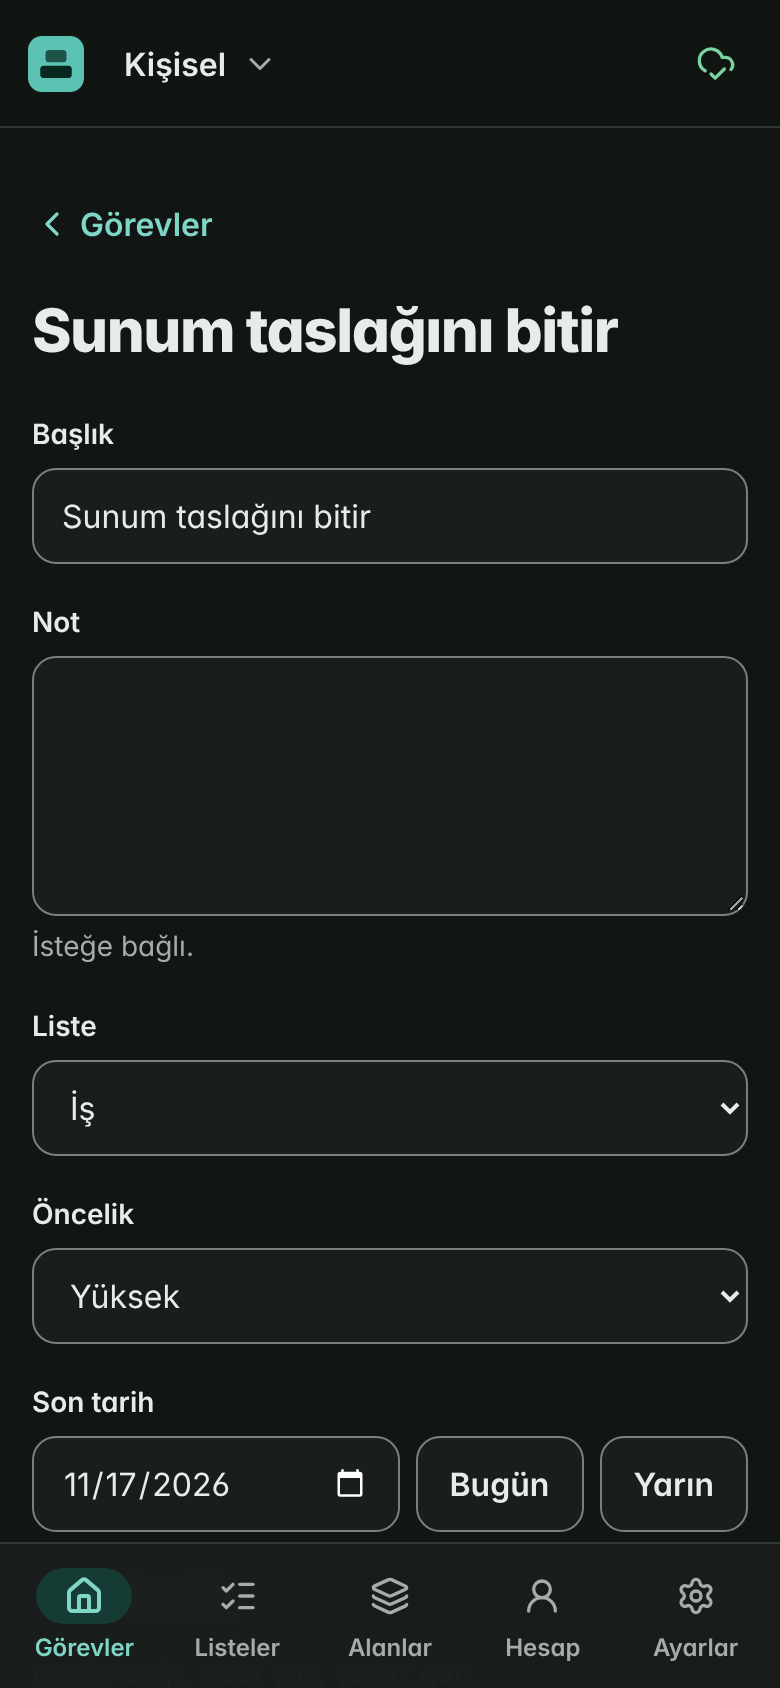 Kişisel
Görevler
Sunum taslağını bitir
Başlık
Sunum taslağını bitir
Not
İsteğe bağlı.
Liste
İş
Öncelik
Yüksek
Son tarih
11/17/2026
Bugün
Yarın
Görevler
Listeler
Alanlar
Hesap
Ayarlar